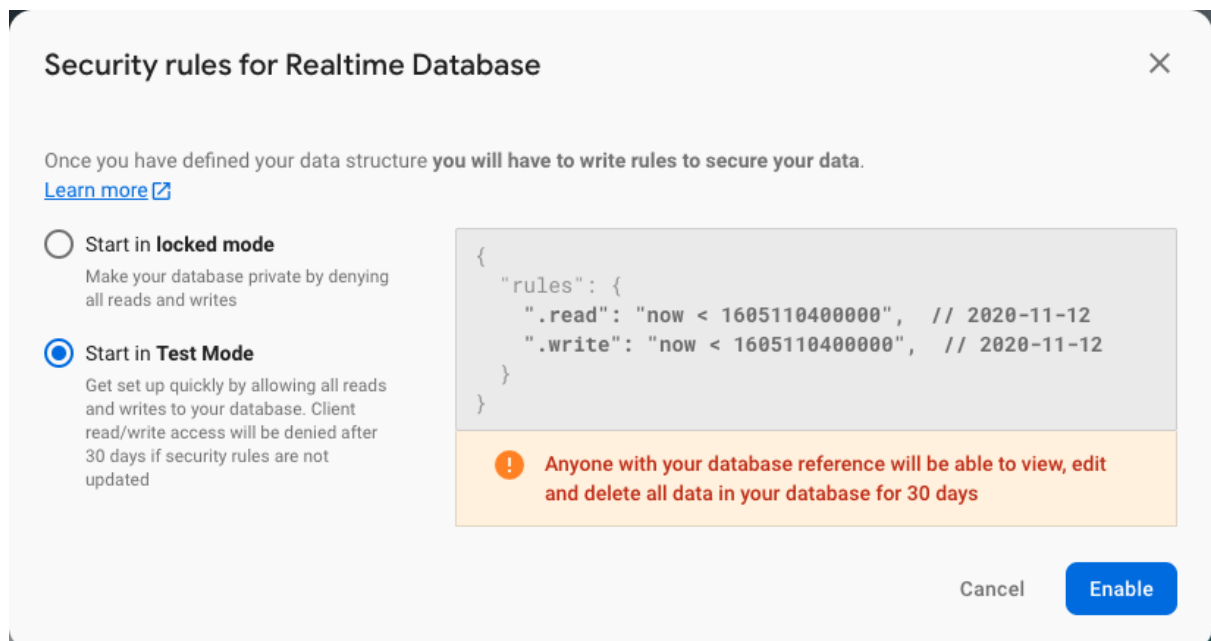 Security rules for Realtime Database
Once you have defined your data structure you will have to write rules to secure your data.
Learn more
Start in locked mode
Make your database private by denying
all reads and writes
Start in Test Mode
Get set up quickly by allowing all reads
and writes to your database. Client
read/write access will be denied after
30 days if security rules are not
updated
{
"rules": {
".read": "now < 1605110400000", // 2020-11-12
".write": "now < 1605110400000", // 2020-11-12
}
}
Anyone with your database reference will be able to view, edit
and delete all data in your database for 30 days
Cancel Enable